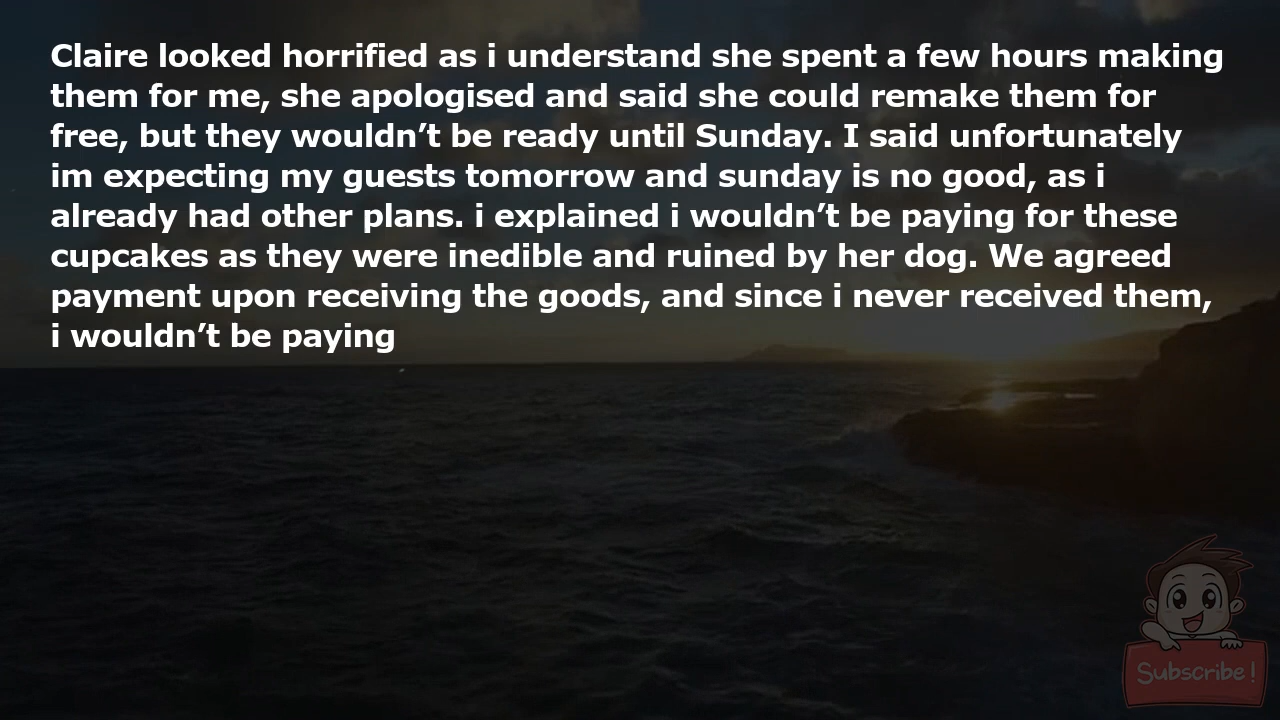 Claire looked horrified as i understand she spent a few hours making
them for me, she apologised and said she could remake them for
free, but they wouldn’t be ready until Sunday. I said unfortunately
im expecting my guests tomorrow and sunday is no good, as i
already had other plans. i explained i wouldn’t be paying for these
cupcakes as they were inedible and ruined by her dog. We agreed
payment upon receiving the goods, and since i never received them,
i wouldn’t be paying
Subscribe!